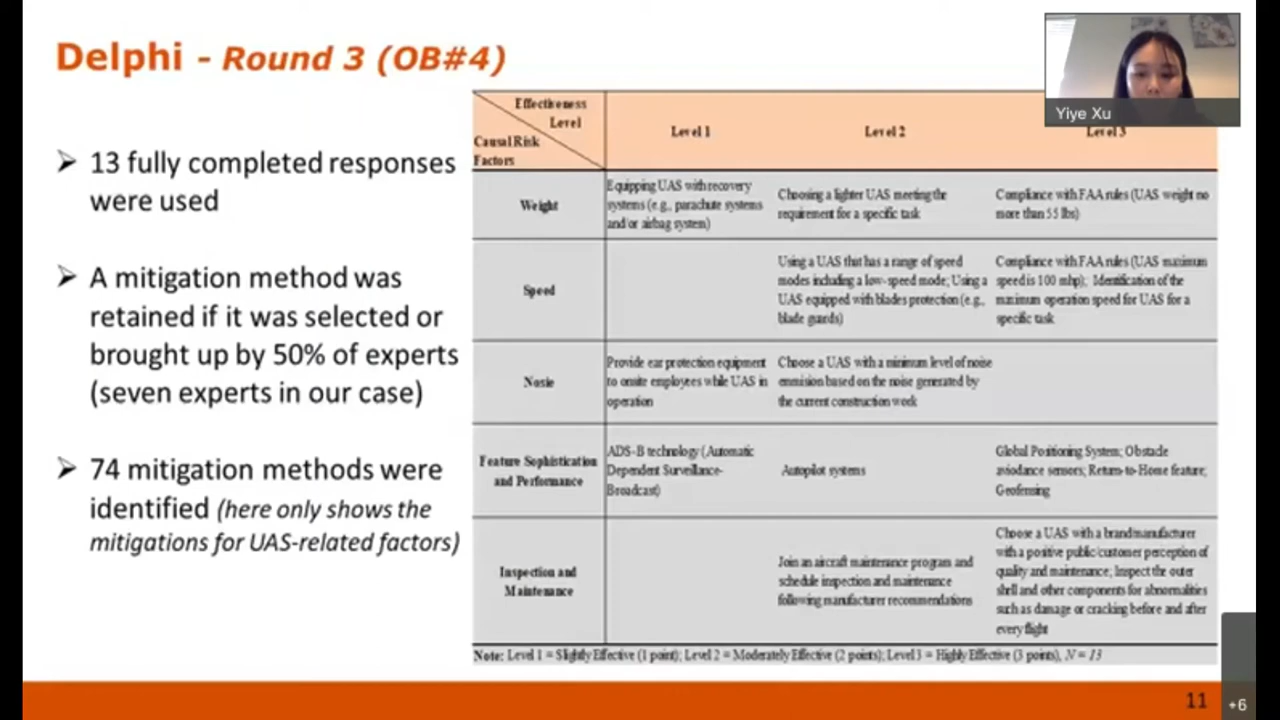 Delphi - Round 3 (OB#4)
Yiye Xu
➢ 13 fully completed responses
were used
➢ A mitigation method was
retained if it was selected or
brought up by 50% of experts
(seven experts in our case)
➢ 74 mitigation methods were
identified (here only shows the
mitigations for UAS-related factors)
Effectiveness
Level
Causal Risk
Factors
Level 1
Level 2
Level 3
Weight
Equipping UAS with recovery
systems (e.g., parachute systems
and/or airbag system)
Choosing a lighter UAS meeting the
requirement for a specific task
Compliance with FAA rules (UAS weight no
more than 55 lbs)
Speed
Using a UAS that has a range of speed
modes including a low-speed mode; Using a
UAS equipped with blades protection (e.g.,
blade guards)
Compliance with FAA rules (UAS maximum
speed is 100 mhp); Identification of the
maximum operation speed for UAS for a
specific task
Nosie
Provide ear protection equipment
to onsite employees while UAS in
operation
Choose a UAS with a minimum level of noise
emmision based on the noise generated by
the current construction work
Feature Sophistication
and Performance
ADS-B technology (Automatic
Dependent Surveillance-
Broadcast)
Autopilot systems
Global Positioning System; Obstacle
aviodance sensors; Return-to-Home feature;
Geofensing
Inspection and
Maintenance
Join an aircraft maintenance program and
schedule inspection and maintenance
following manufacturer recommendations
Choose a UAS with a brand/manufacturer
with a positive public/customer perception of
quality and maintenance; Inspect the outer
shell and other components for abnormalities
such as damage or cracking before and after
every flight
Note: Level 1 = Slightly Effective (1 point); Level 2 = Moderately Effective (2 points); Level 3 = Highly Effective (3 points), N = 13
11
+6